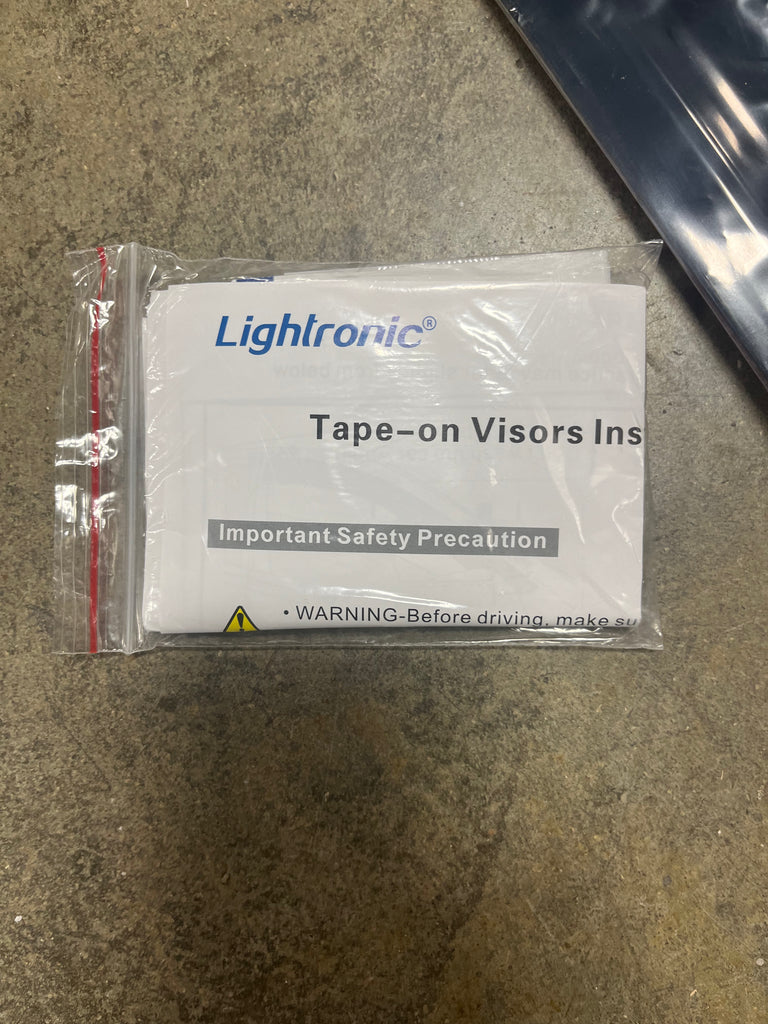 Lightronic®
Tape-on Visors Ins
Important Safety Precaution
• WARNING-Before driving, make su